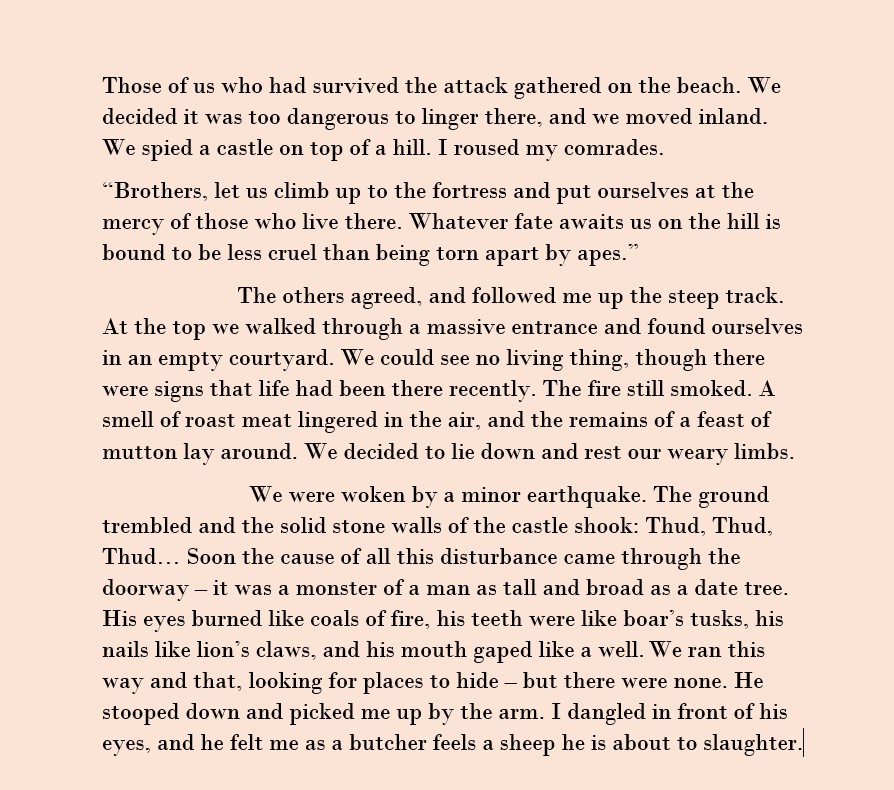 Those of us who had survived the attack gathered on the beach. We
decided it was too dangerous to linger there, and we moved inland.
We spied a castle on top of a hill. I roused my comrades.
“Brothers, let us climb up to the fortress and put ourselves at the
mercy of those who live there. Whatever fate awaits us on the hill is
bound to be less cruel than being torn apart by apes.”
The others agreed, and followed me up the steep track.
At the top we walked through a massive entrance and found ourselves
in an empty courtyard. We could see no living thing, though there
were signs that life had been there recently. The fire still smoked. A
smell of roast meat lingered in the air, and the remains of a feast of
mutton lay around. We decided to lie down and rest our weary limbs.
We were woken by a minor earthquake. The ground
trembled and the solid stone walls of the castle shook: Thud, Thud,
Thud… Soon the cause of all this disturbance came through the
doorway – it was a monster of a man as tall and broad as a date tree.
His eyes burned like coals of fire, his teeth were like boar’s tusks, his
nails like lion’s claws, and his mouth gaped like a well. We ran this
way and that, looking for places to hide – but there were none. He
stooped down and picked me up by the arm. I dangled in front of his
eyes, and he felt me as a butcher feels a sheep he is about to slaughter.